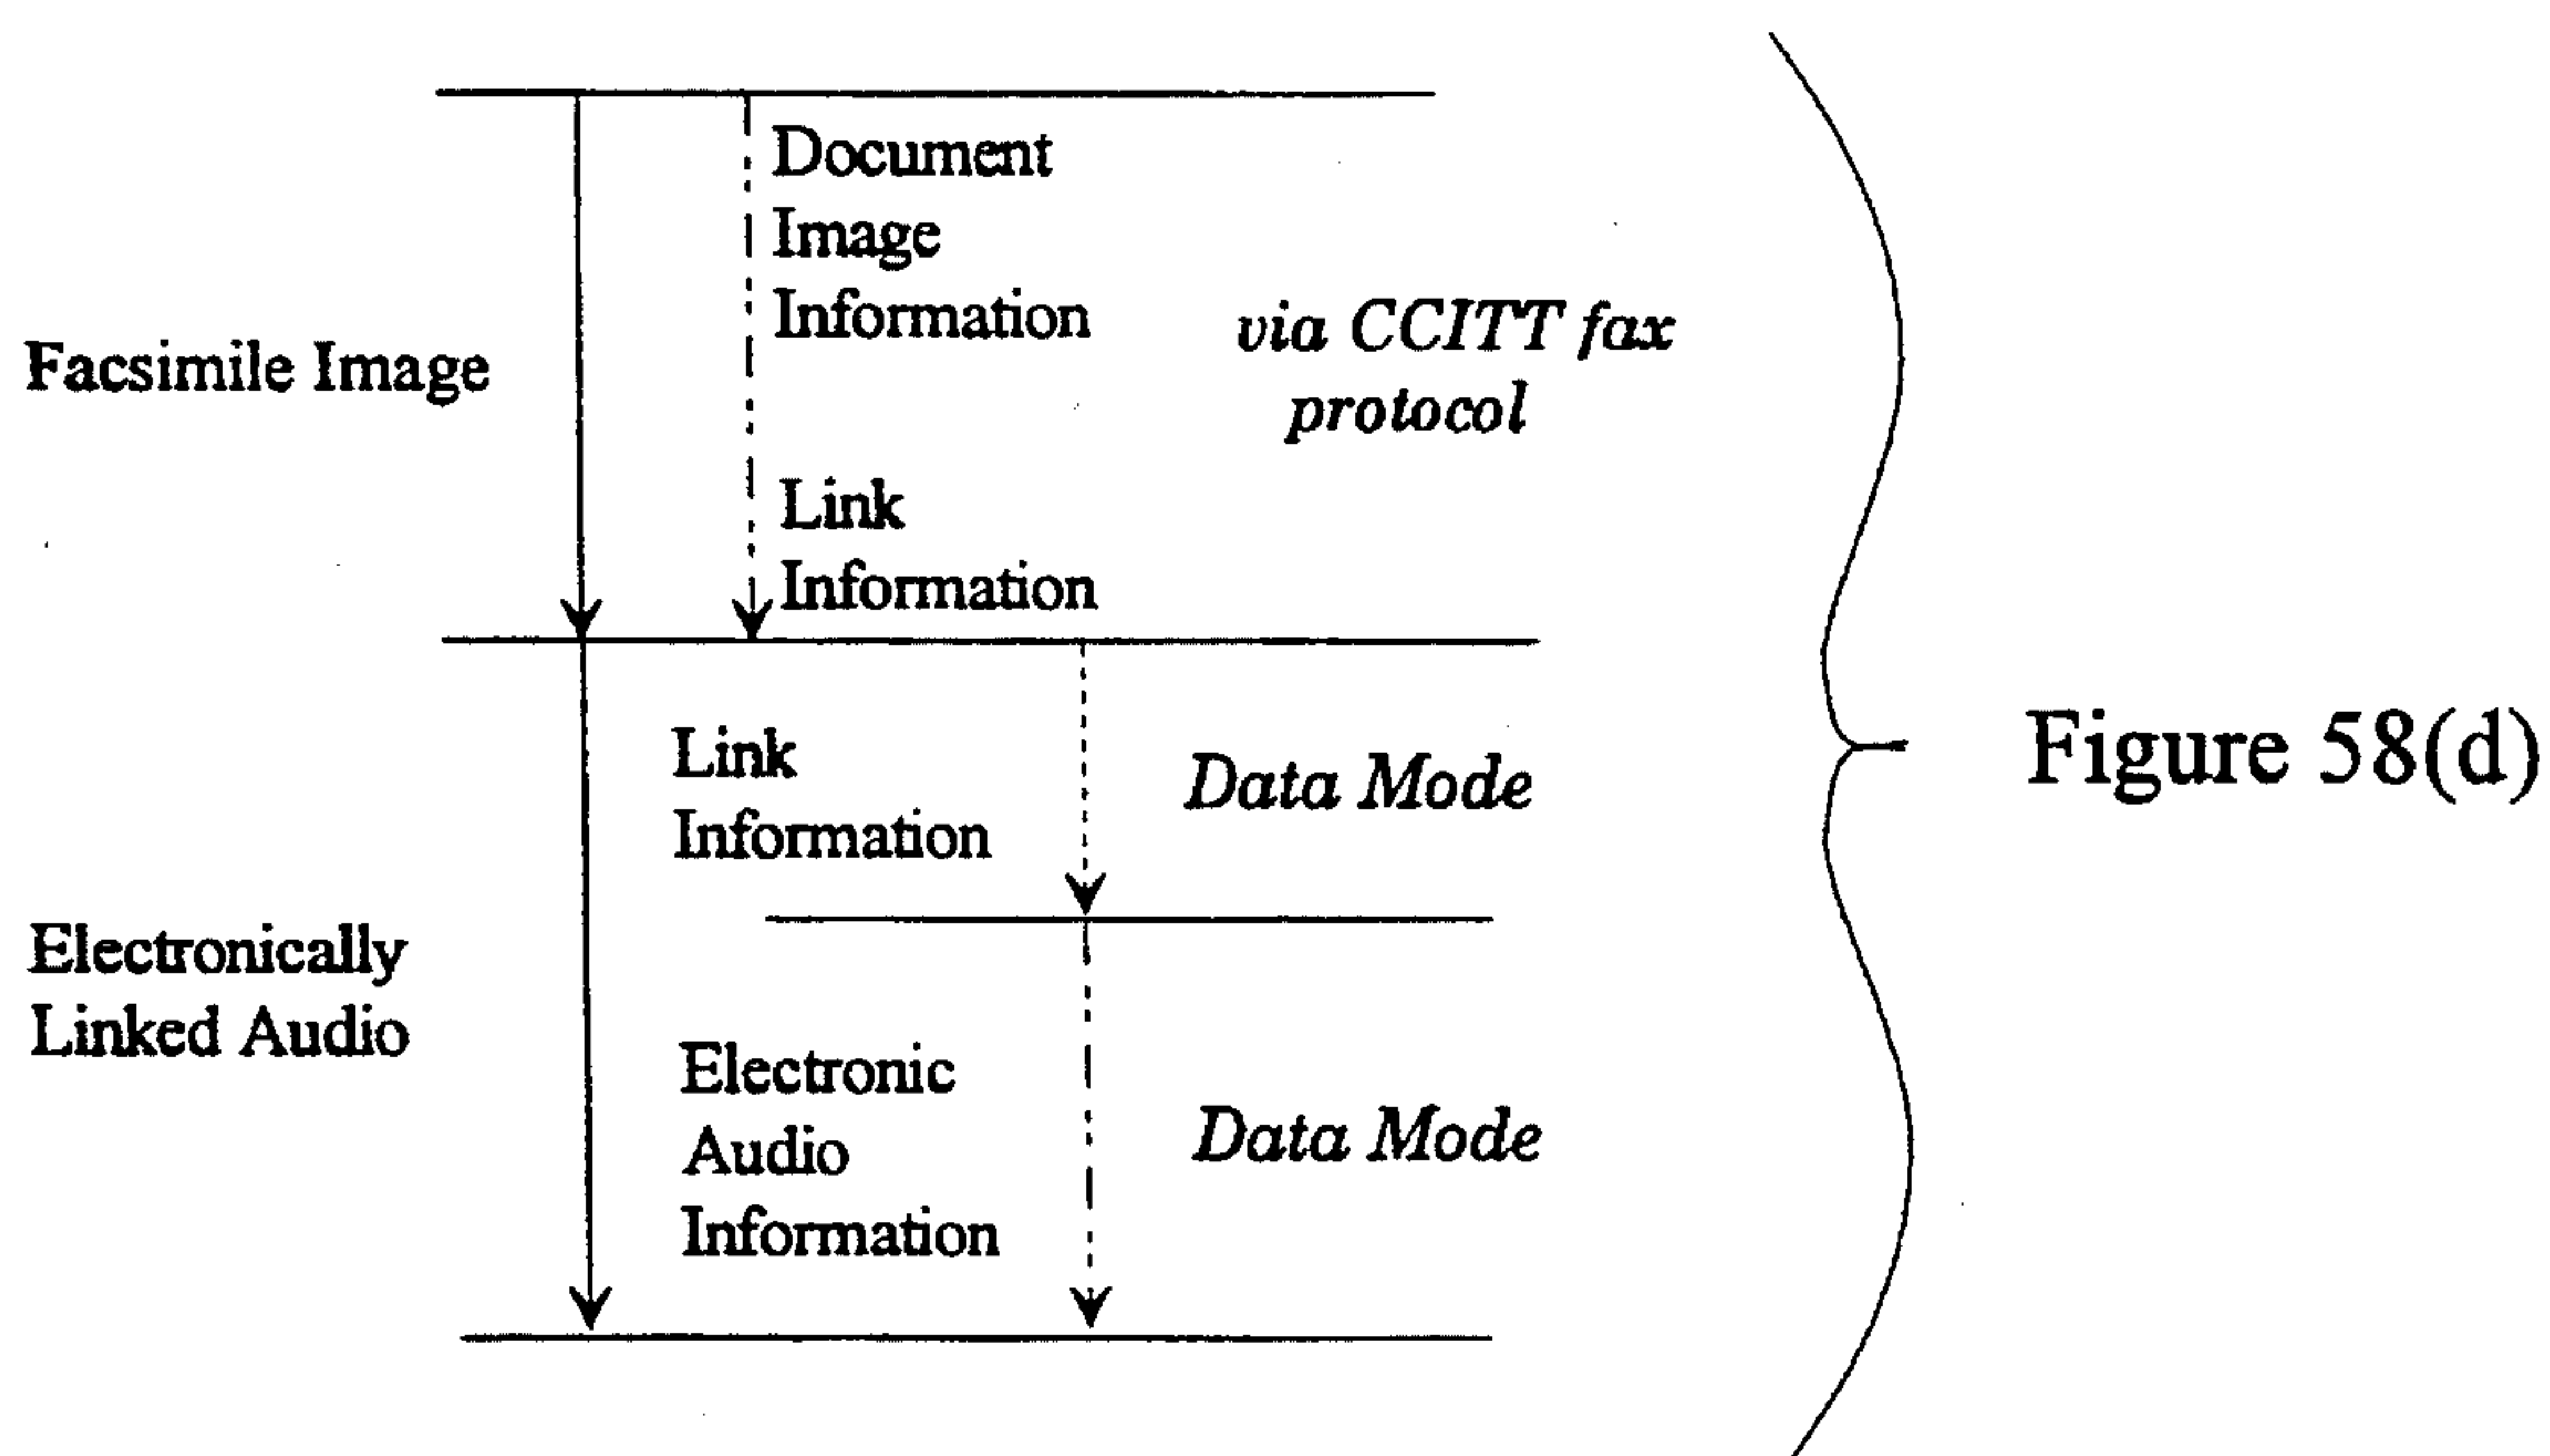 Document
Image
Information
Facsimile Image
via CCITT fax
protocol
Link
Information
Link
Information
Data Mode
Figure 58(d)
Electronically
Linked Audio
Electronic
Audio
Information
Data Mode